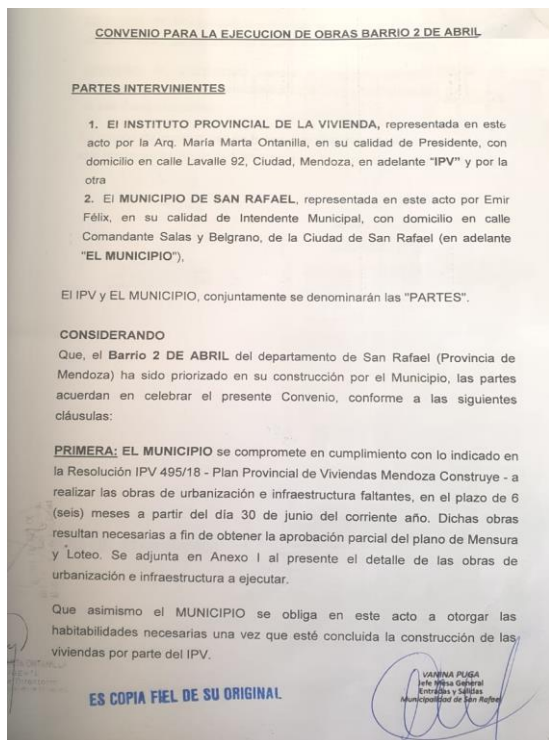 CONVENIO PARA LA EJECUCION DE OBRAS BARRIO 2 DE ABRIL
PARTES INTERVINIENTES
1. El INSTITUTO PROVINCIAL DE LA VIVIENDA, representada en este
acto por la Arq. María Marta Ontanilla, en su calidad de Presidente, con
domicilio en calle Lavalle 92, Ciudad, Mendoza, en adelante "IPV" y por la
otra
2. El MUNICIPIO DE SAN RAFAEL, representada en este acto por Emir
Félix, en su calidad de Intendente Municipal, con domicilio en calle
Comandante Salas y Belgrano, de la Ciudad de San Rafael (en adelante
"EL MUNICIPIO"),
El IPV y EL MUNICIPIO, conjuntamente se denominarán las "PARTES".
CONSIDERANDO
Que, el Barrio 2 DE ABRIL del departamento de San Rafael (Provincia de
Mendoza) ha sido priorizado en su construcción por el Municipio, las partes
acuerdan en celebrar el presente Convenio, conforme a las siguientes
cláusulas:
PRIMERA: EL MUNICIPIO se compromete en cumplimiento con lo indicado en
la Resolución IPV 495/18 - Plan Provincial de Viviendas Mendoza Construye - a
realizar las obras de urbanización e infraestructura faltantes, en el plazo de 6
(seis) meses a partir del día 30 de junio del corriente año. Dichas obras
resultan necesarias a fin de obtener la aprobación parcial del plano de Mensura
y Loteo. Se adjunta en Anexo I al presente el detalle de las obras de
urbanización e infraestructura a ejecutar.
Que asimismo el MUNICIPIO se obliga en este acto a otorgar las
habitabilidades necesarias una vez que esté concluida la construcción de las
viviendas por parte del IPV.
ES COPIA FIEL DE SU ORIGINAL
VANINA PUGA
Jefe Mesa General
Entradas y Salidas
Municipalidad de San Rafael